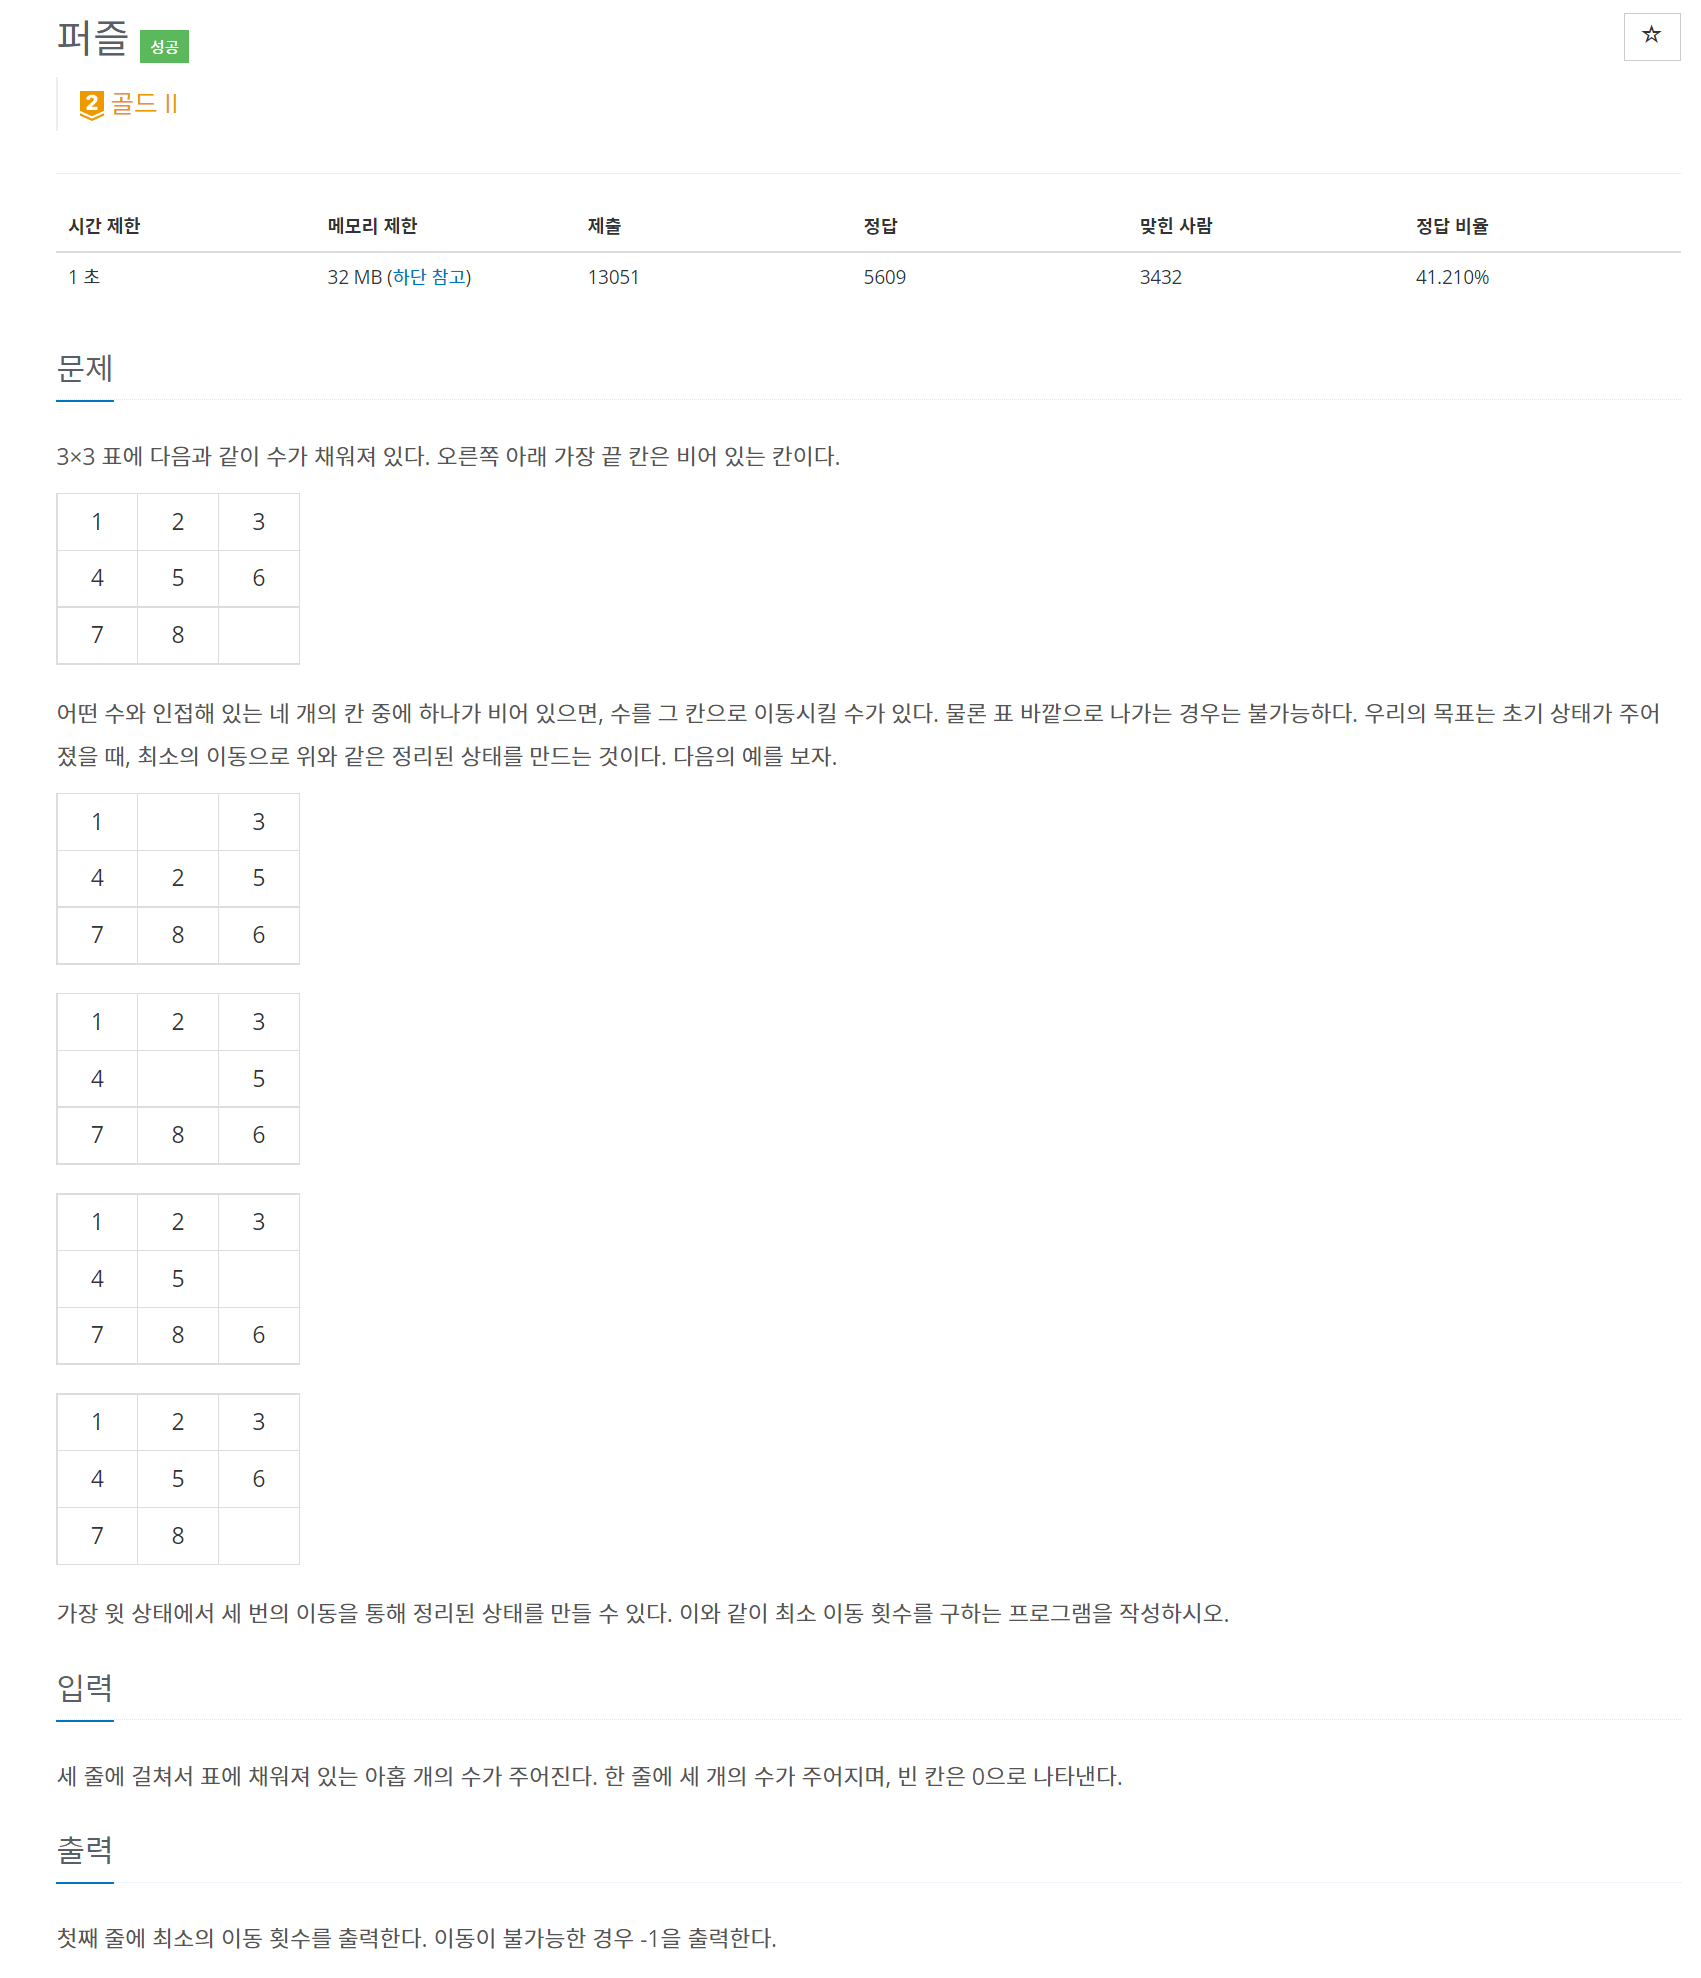 퍼즐 성공 ☆
2 골드 II
시간 제한 메모리 제한 제출 정답 맞힌 사람 정답 비율
1 초 32 MB (하단 참고) 13051 5609 3432 41.210%
문제
3×3 표에 다음과 같이 수가 채워져 있다. 오른쪽 아래 가장 끝 칸은 비어 있는 칸이다.
1 2 3
4 5 6
7 8
어떤 수와 인접해 있는 네 개의 칸 중에 하나가 비어 있으면, 수를 그 칸으로 이동시킬 수가 있다. 물론 표 바깥으로 나가는 경우는 불가능하다. 우리의 목표는 초기 상태가 주어
졌을 때, 최소의 이동으로 위와 같은 정리된 상태를 만드는 것이다. 다음의 예를 보자.
1 3
4 2 5
7 8 6
1 2 3
4 5
7 8 6
1 2 3
4 5
7 8 6
1 2 3
4 5 6
7 8
가장 윗 상태에서 세 번의 이동을 통해 정리된 상태를 만들 수 있다. 이와 같이 최소 이동 횟수를 구하는 프로그램을 작성하시오.
입력
세 줄에 걸쳐서 표에 채워져 있는 아홉 개의 수가 주어진다. 한 줄에 세 개의 수가 주어지며, 빈 칸은 0으로 나타낸다.
출력
첫째 줄에 최소의 이동 횟수를 출력한다. 이동이 불가능한 경우 -1을 출력한다.